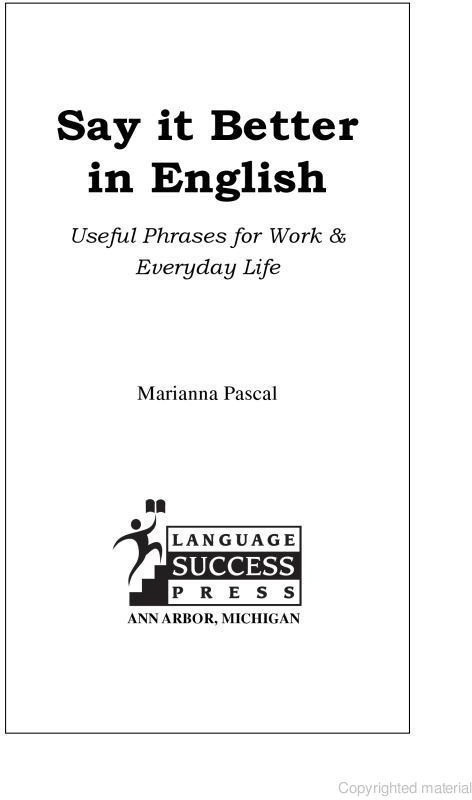 Say it Better
in English
Useful Phrases for Work &
Everyday Life
Marianna Pascal
LANGUAGE
SUCCESS
PRESS
ANN ARBOR, MICHIGAN
Copyrighted material